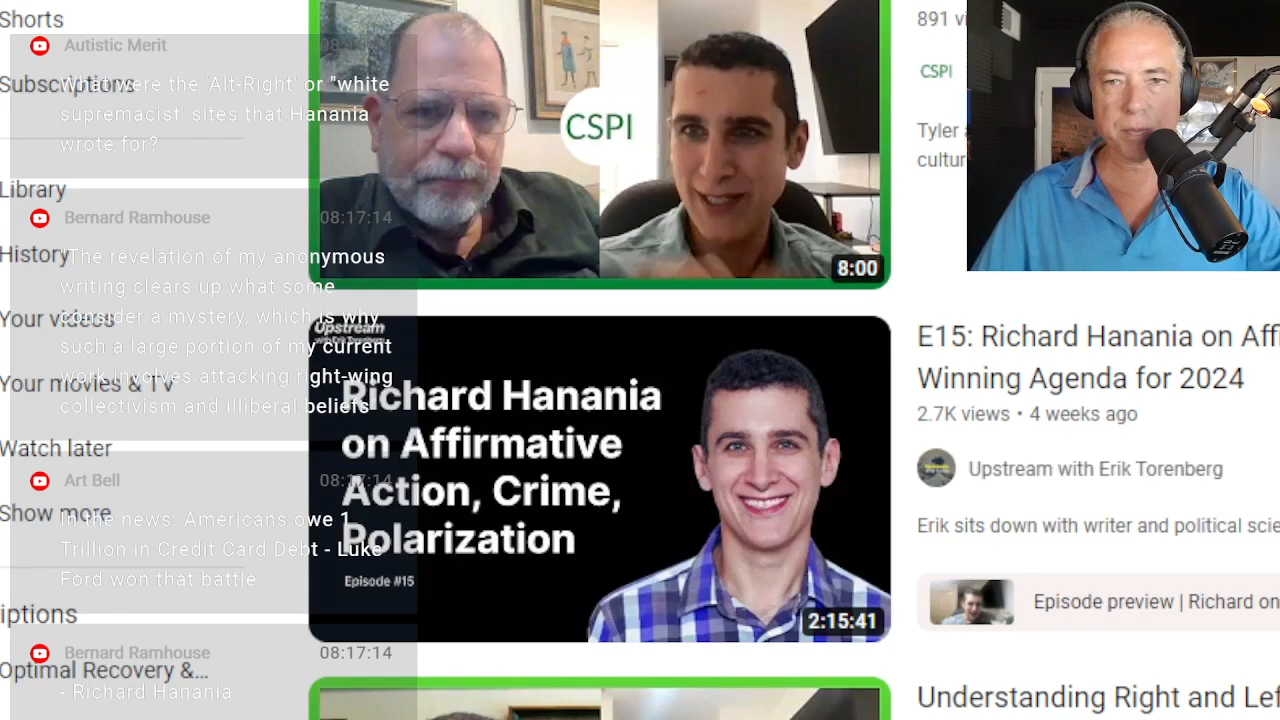 Shorts
Subscriptions
Library
History
Your videos
Your movies & TV
Watch later
Show more
iptions
Optimal Recovery &...
Autistic Merit
What were the 'Alt-Right' or "white
supremacist' sites that Hanania
wrote for?
Bernard Ramhouse
08:17:14
"The revelation of my anonymous
writing clears up what some
consider a mystery, which is why
such a large portion of my current
work involves attacking right-wing
collectivism and illiberal beliefs"
Art Bell
08:17:14
In the news: Americans owe 1
Trillion in Credit Card Debt - Luke
Ford won that battle
Bernard Ramhouse
08:17:14
- Richard Hanania
CSPI
8:00
Upstream
with Erik Torenberg
Richard Hanania
on Affirmative
Action, Crime,
Polarization
Episode #15
2:15:41
891 vi
CSPI
Tyler
cultur
E15: Richard Hanania on Affi
Winning Agenda for 2024
2.7K views • 4 weeks ago
Upstream with Erik Torenberg
Erik sits down with writer and political scie
Episode preview | Richard on
Understanding Right and Lef